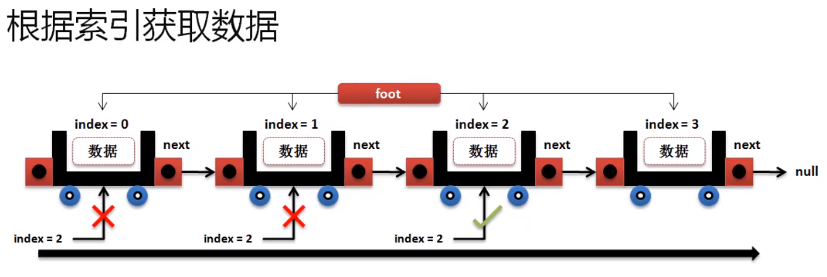 根据索引获取数据
foot
index = 0
index = 1
index = 2
index = 3
数据
next
数据
next
数据
next
数据
next
null
index = 2
index = 2
index = 2